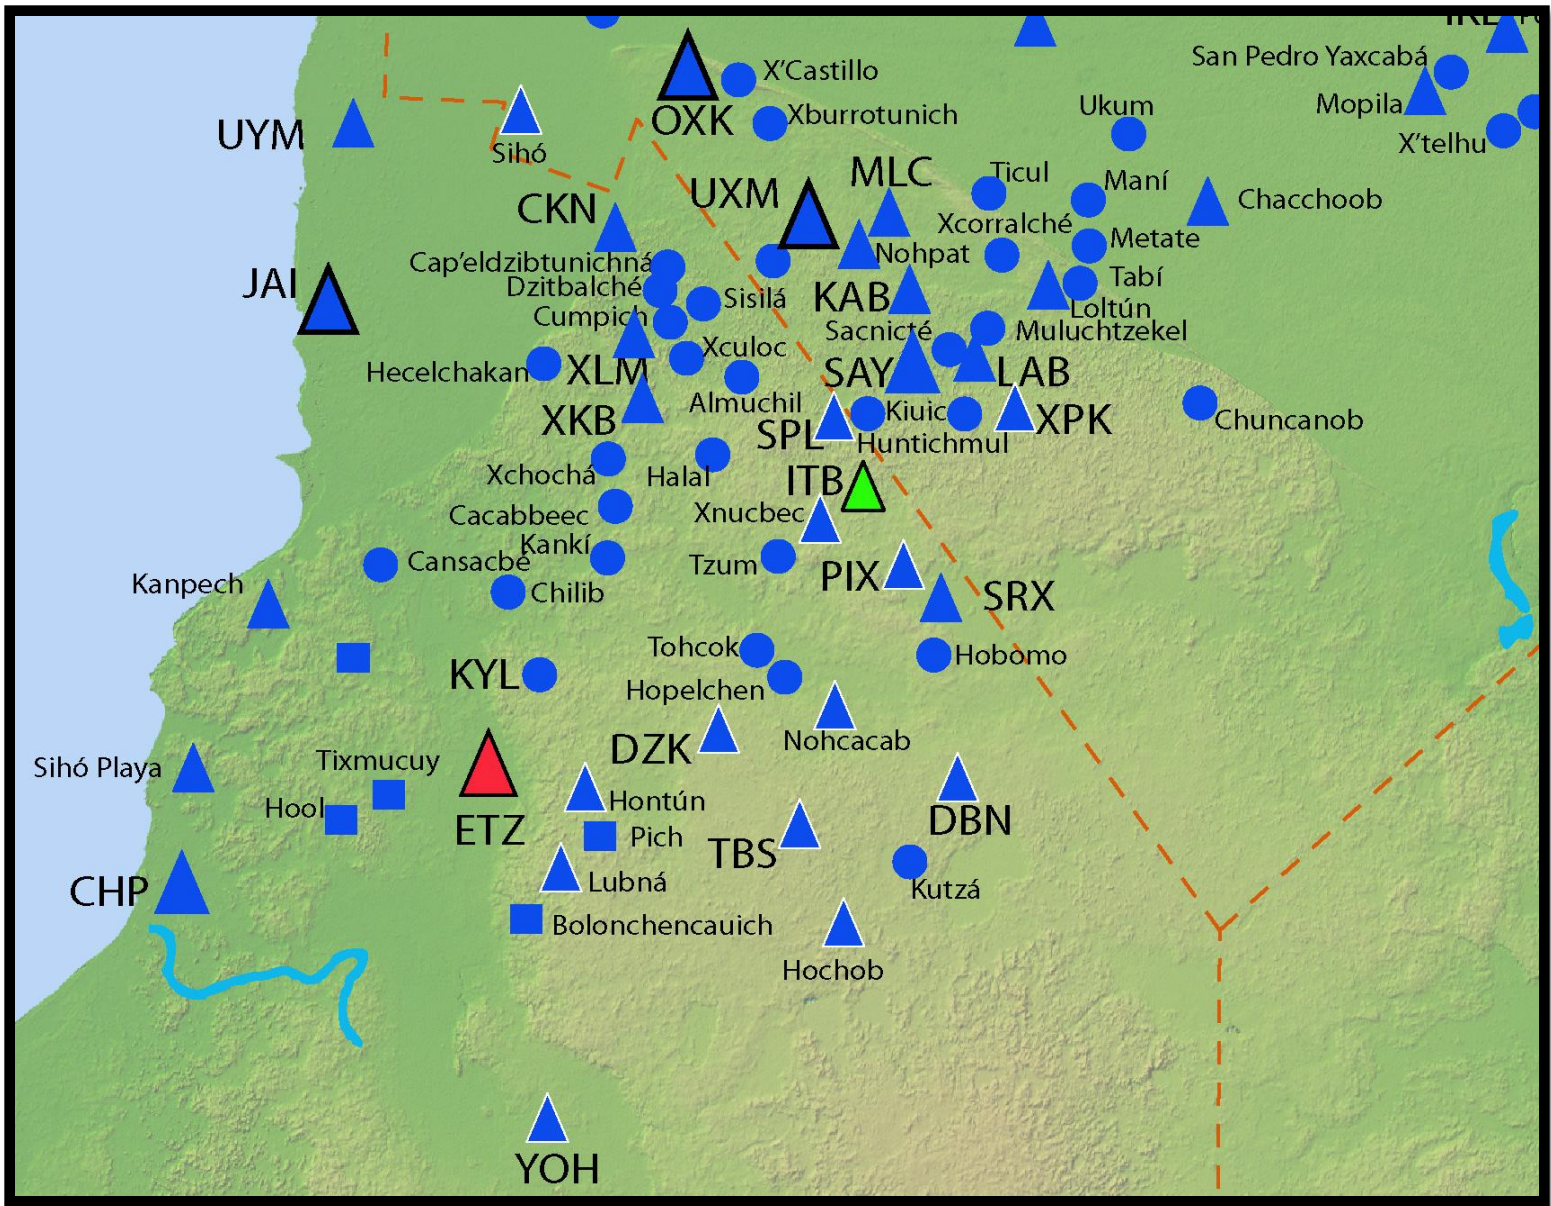 San Pedro Yaxcabá
X'Castillo
UYM
Sihó
OXK
Xburrotunich
Ukum
Mopila
X'telhu
CKN
UXM
MLC
Ticul
Maní
Chacchoob
Xcorralché
Metate
Cap'eldzibtunichná
Nohpat
JAI
Dzitbalché
Sisilá
KAB
Tabí
Loltún
Cumpich
Sacnicté
Muluchtzekel
Hecelchakan
XLM
Xculoc
SAY
LAB
XKB
Almuchil
SPL
Kiuic
XPK
Chuncanob
Huntichmul
Xchochá
Halal
ITB
Cacabbeec
Xnucbec
Kankí
Cansacbé
Tzum
PIX
SRX
Kanpech
Chilib
Tohcok
Hobomo
KYL
Hopelchen
DZK
Nohcacab
Sihó Playa
Tixmucuy
Hool
Hontún
ETZ
Pich
TBS
DBN
CHP
Lubná
Kutzá
Bolonchencauich
Hochob
YOH